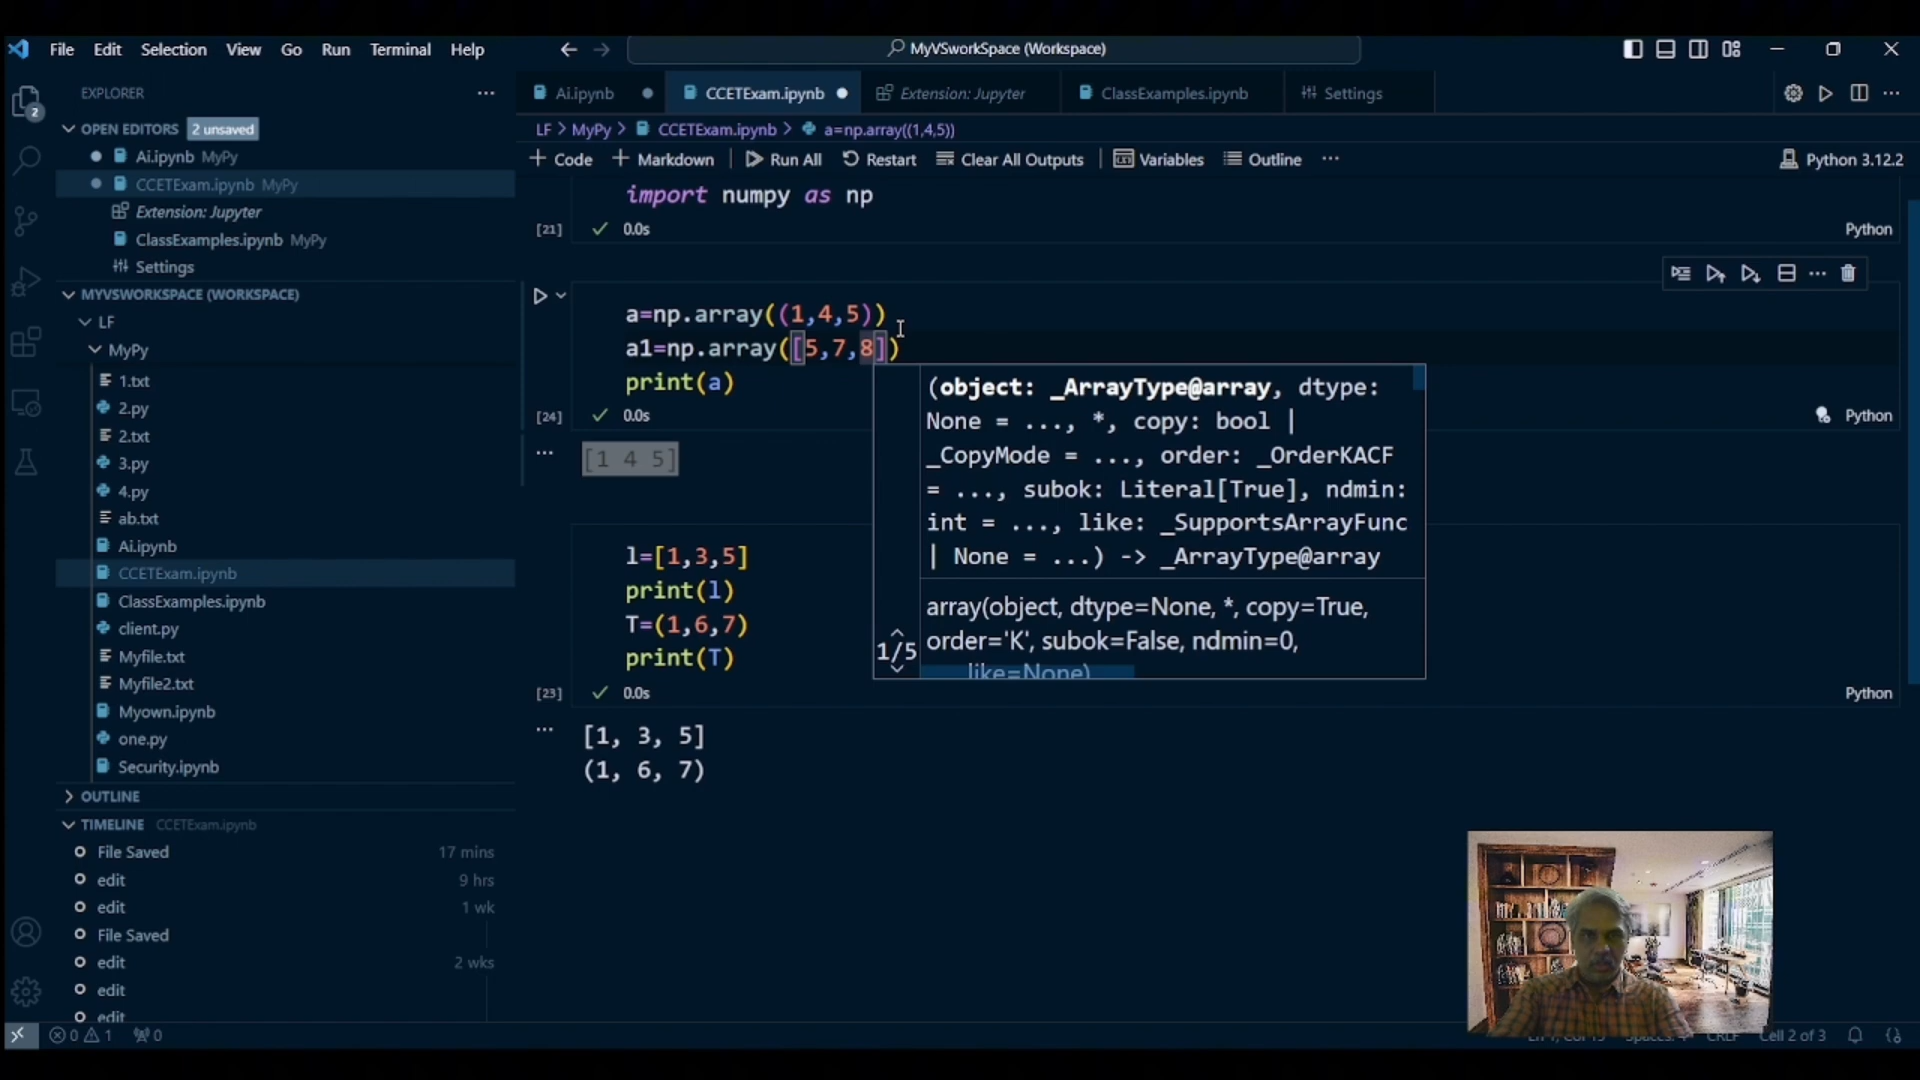 File Edit Selection View Go Run Terminal Help
MyVSworkSpace (Workspace)
EXPLORER
Ai.ipynb CCETExam.ipynb Extension: Jupyter ClassExamples.ipynb Settings
OPEN EDITORS 2 unsaved
LF > MyPy > CCETExam.ipynb > a=np.array((1,4,5))
2
Ai.ipynb MyPy
Code Markdown Run All Restart Clear All Outputs Variables Outline ... Python 3.12.2
CCETExam.ipynb MyPy
Extension: Jupyter
ClassExamples.ipynb MyPy
Settings
MYVSWORKSPACE (WORKSPACE)
LF
MyPy
1.txt
2.py
2.txt
3.py
4.py
ab.txt
Ai.ipynb
CCETExam.ipynb
ClassExamples.ipynb
client.py
Myfile.txt
Myfile2.txt
Myown.ipynb
one.py
Security.ipynb
OUTLINE
TIMELINE CCETExam.ipynb
File Saved 17 mins
edit 9 hrs
edit 1 wk
File Saved
edit 2 wks
edit
edit
import numpy as np
[21] 0.0s Python
a=np.array((1,4,5))
a1=np.array([5,7,8])
print(a)
[24] 0.0s Python
[1 4 5]
(object: _ArrayType@array, dtype:
None = ..., *, copy: bool |
_CopyMode = ..., order: _OrderKACF
= ..., subok: Literal[True], ndmin:
int = ..., like: _SupportsArrayFunc
| None = ...) -> _ArrayType@array
array(object, dtype=None, *, copy=True,
order='K', subok=False, ndmin=0,
like=None)
1/5
l=[1,3,5]
print(l)
T=(1,6,7)
print(T)
[23] 0.0s Python
[1, 3, 5]
(1, 6, 7)
0 1 0
CRLF Cell 2 of 3